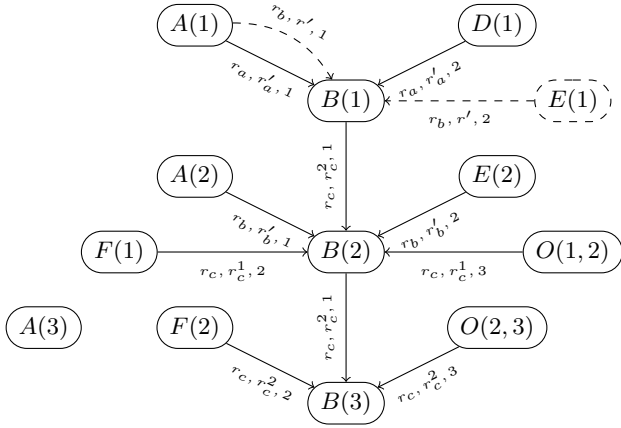 A(1)
r_b, r', 1
D(1)
r_a, r'_a, 1
r_a, r'_a, 2
B(1)
E(1)
r_b, r', 2
r_c, r_c^2, 1
A(2)
E(2)
r_b, r'_b, 1
r_b, r'_b, 2
F(1)
B(2)
O(1, 2)
r_c, r_c^1, 2
r_c, r_c^1, 3
r_c, r_c^2, 1
A(3)
F(2)
O(2, 3)
r_c, r_c^2, 2
r_c, r_c^2, 3
B(3)